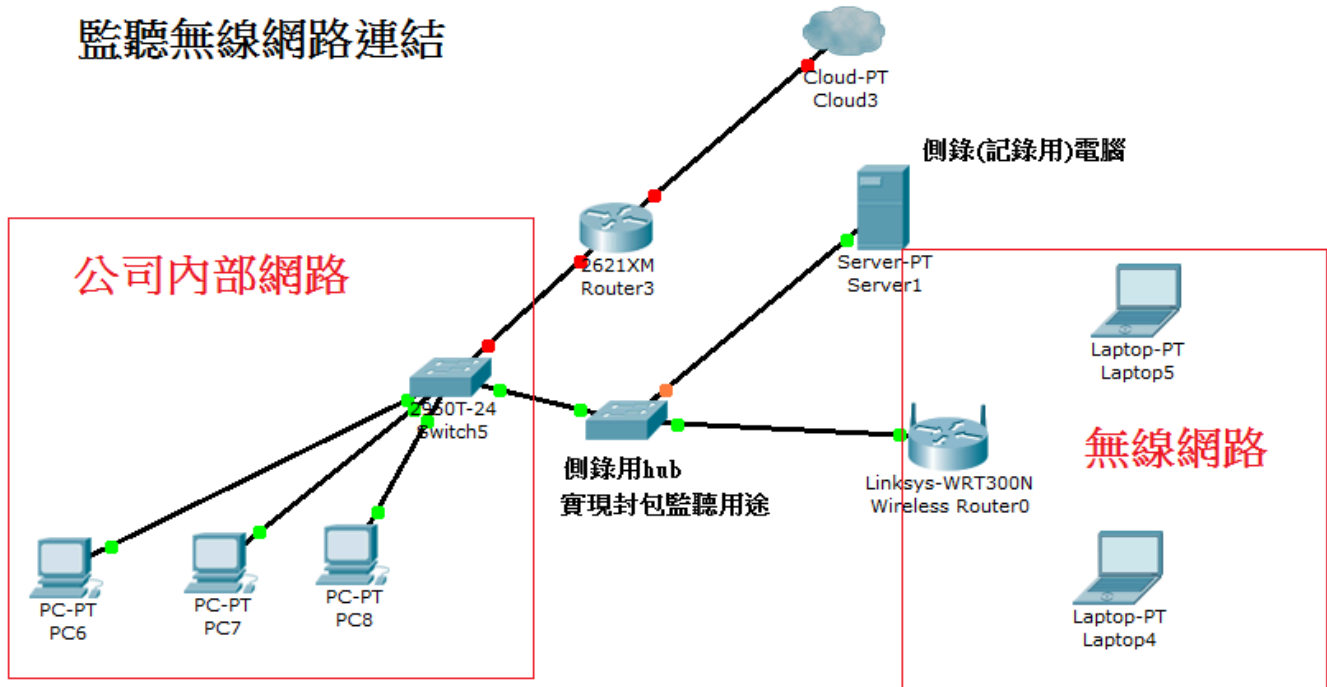 監聽無線網路連結
Cloud-PT
Cloud3
側錄(記錄用)電腦
2621XM
Router3
Server-PT
Server1
公司內部網路
Laptop-PT
Laptop5
2950T-24
Switch5
側錄用hub
實現封包監聽用途
Linksys-WRT300N
Wireless Router0
無線網路
PC-PT
PC6
PC-PT
PC7
PC-PT
PC8
Laptop-PT
Laptop4